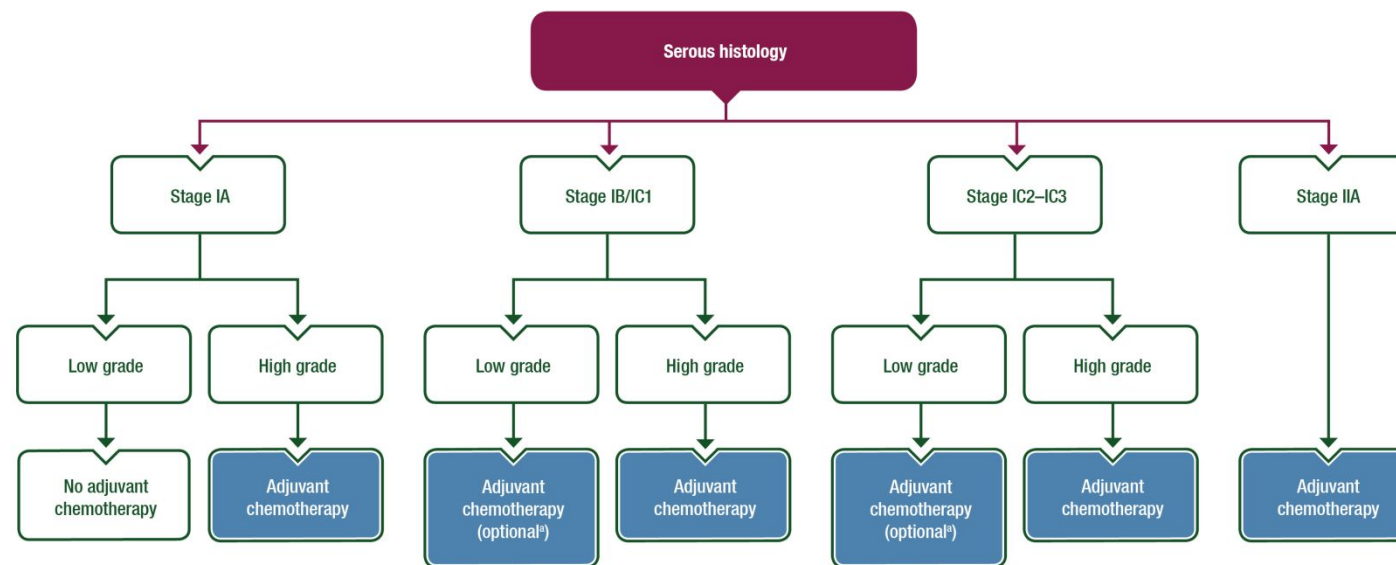 Serous histology
Stage IA
Stage IB/IC1
Stage IC2–IC3
Stage IIA
Low grade
High grade
Low grade
High grade
Low grade
High grade
No adjuvant
chemotherapy
Adjuvant
chemotherapy
Adjuvant
chemotherapy
(optionalᵃ)
Adjuvant
chemotherapy
Adjuvant
chemotherapy
(optionalᵃ)
Adjuvant
chemotherapy
Adjuvant
chemotherapy